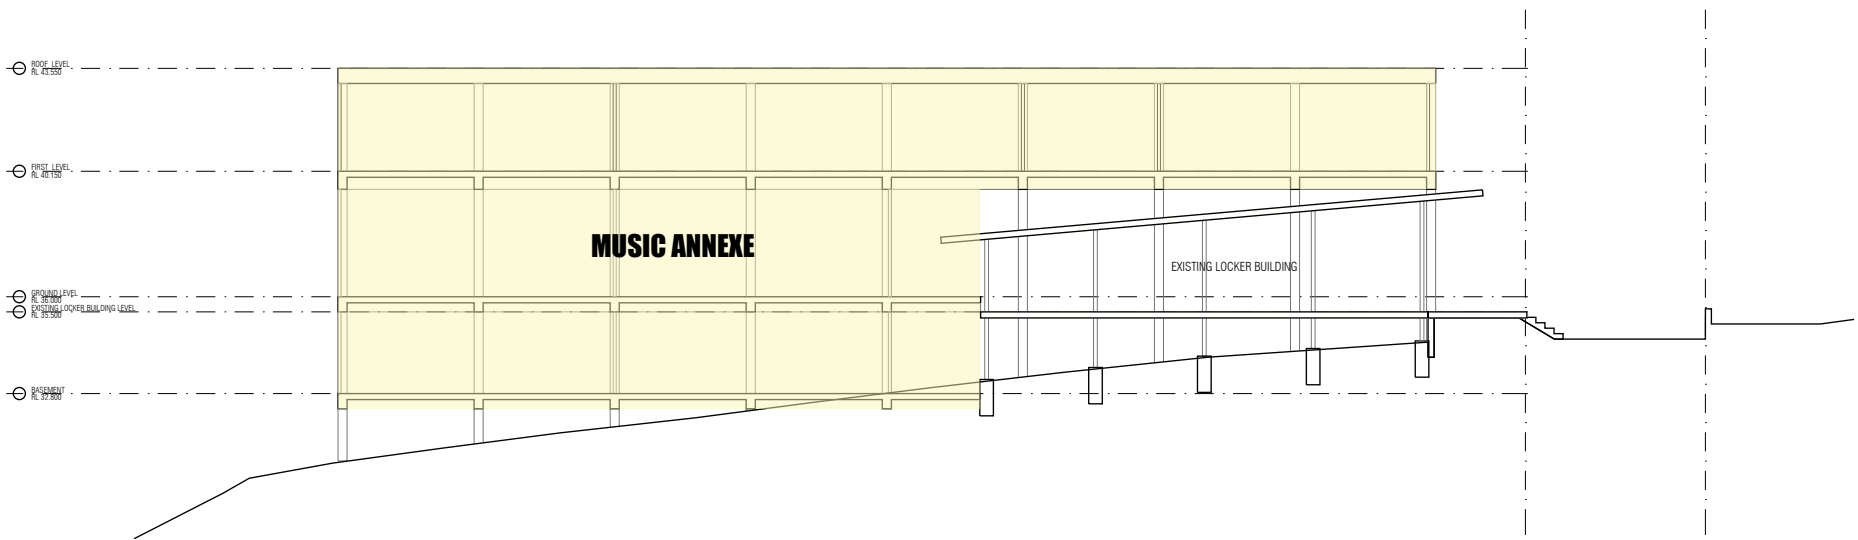 ROOF LEVEL
RL 43.550
FIRST LEVEL
RL 40.150
MUSIC ANNEXE
EXISTING LOCKER BUILDING
GROUND LEVEL
RL 36.000
EXISTING LOCKER BUILDING LEVEL
RL 35.500
BASEMENT
RL 32.800